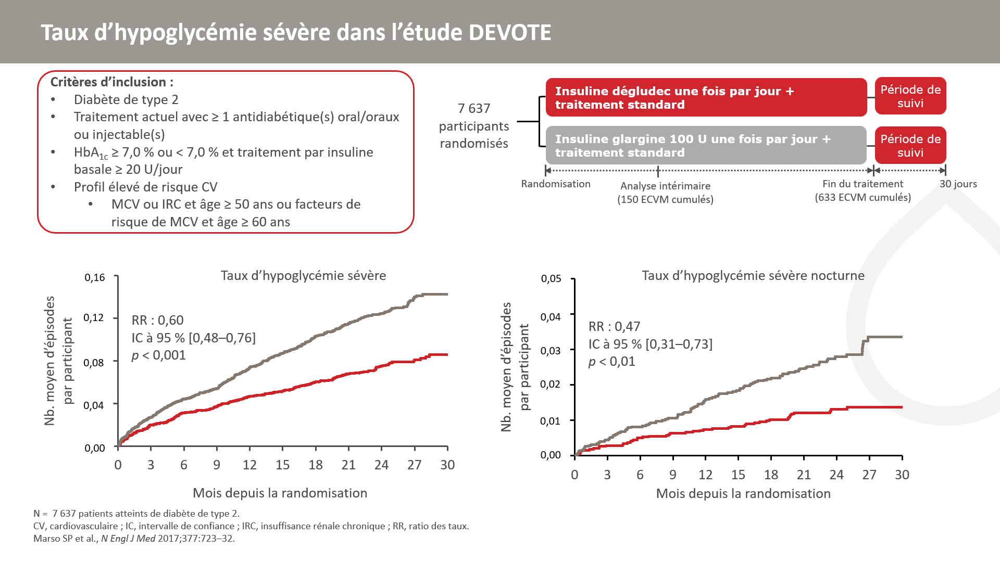 Taux d’hypoglycémie sévère dans l’étude DEVOTE
Critères d’inclusion :
• Diabète de type 2
• Traitement actuel avec ≥ 1 antidiabétique(s) oral/oraux
ou injectable(s)
• HbA1c ≥ 7,0 % ou < 7,0 % et traitement par insuline
basale ≥ 20 U/jour
• Profil élevé de risque CV
• MCV ou IRC et âge ≥ 50 ans ou facteurs de
risque de MCV et âge ≥ 60 ans
7 637
participants
randomisés
Insuline dégludec une fois par jour +
traitement standard
Période de
suivi
Insuline glargine 100 U une fois par jour +
traitement standard
Période de
suivi
Randomisation
Analyse intérimaire
(150 ECVM cumulés)
Fin du traitement
(633 ECVM cumulés)
30 jours
Taux d’hypoglycémie sévère
Nb. moyen d’épisodes
par participant
0,16
0,12
0,08
0,04
0,00
RR : 0,60
IC à 95 % [0,48–0,76]
p < 0,001
0 3 6 9 12 15 18 21 24 27 30
Mois depuis la randomisation
Taux d’hypoglycémie sévère nocturne
Nb. moyen d’épisodes
par participant
0,05
0,04
0,03
0,02
0,01
0,00
RR : 0,47
IC à 95 % [0,31–0,73]
p < 0,01
0 3 6 9 12 15 18 21 24 27 30
Mois depuis la randomisation
N = 7 637 patients atteints de diabète de type 2.
CV, cardiovasculaire ; IC, intervalle de confiance ; IRC, insuffisance rénale chronique ; RR, ratio des taux.
Marso SP et al., N Engl J Med 2017;377:723–32.